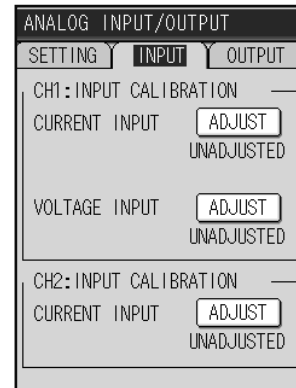 ANALOG INPUT/OUTPUT
SETTING INPUT OUTPUT
CH1:INPUT CALIBRATION
CURRENT INPUT ADJUST
UNADJUSTED
VOLTAGE INPUT ADJUST
UNADJUSTED
CH2:INPUT CALIBRATION
CURRENT INPUT ADJUST
UNADJUSTED